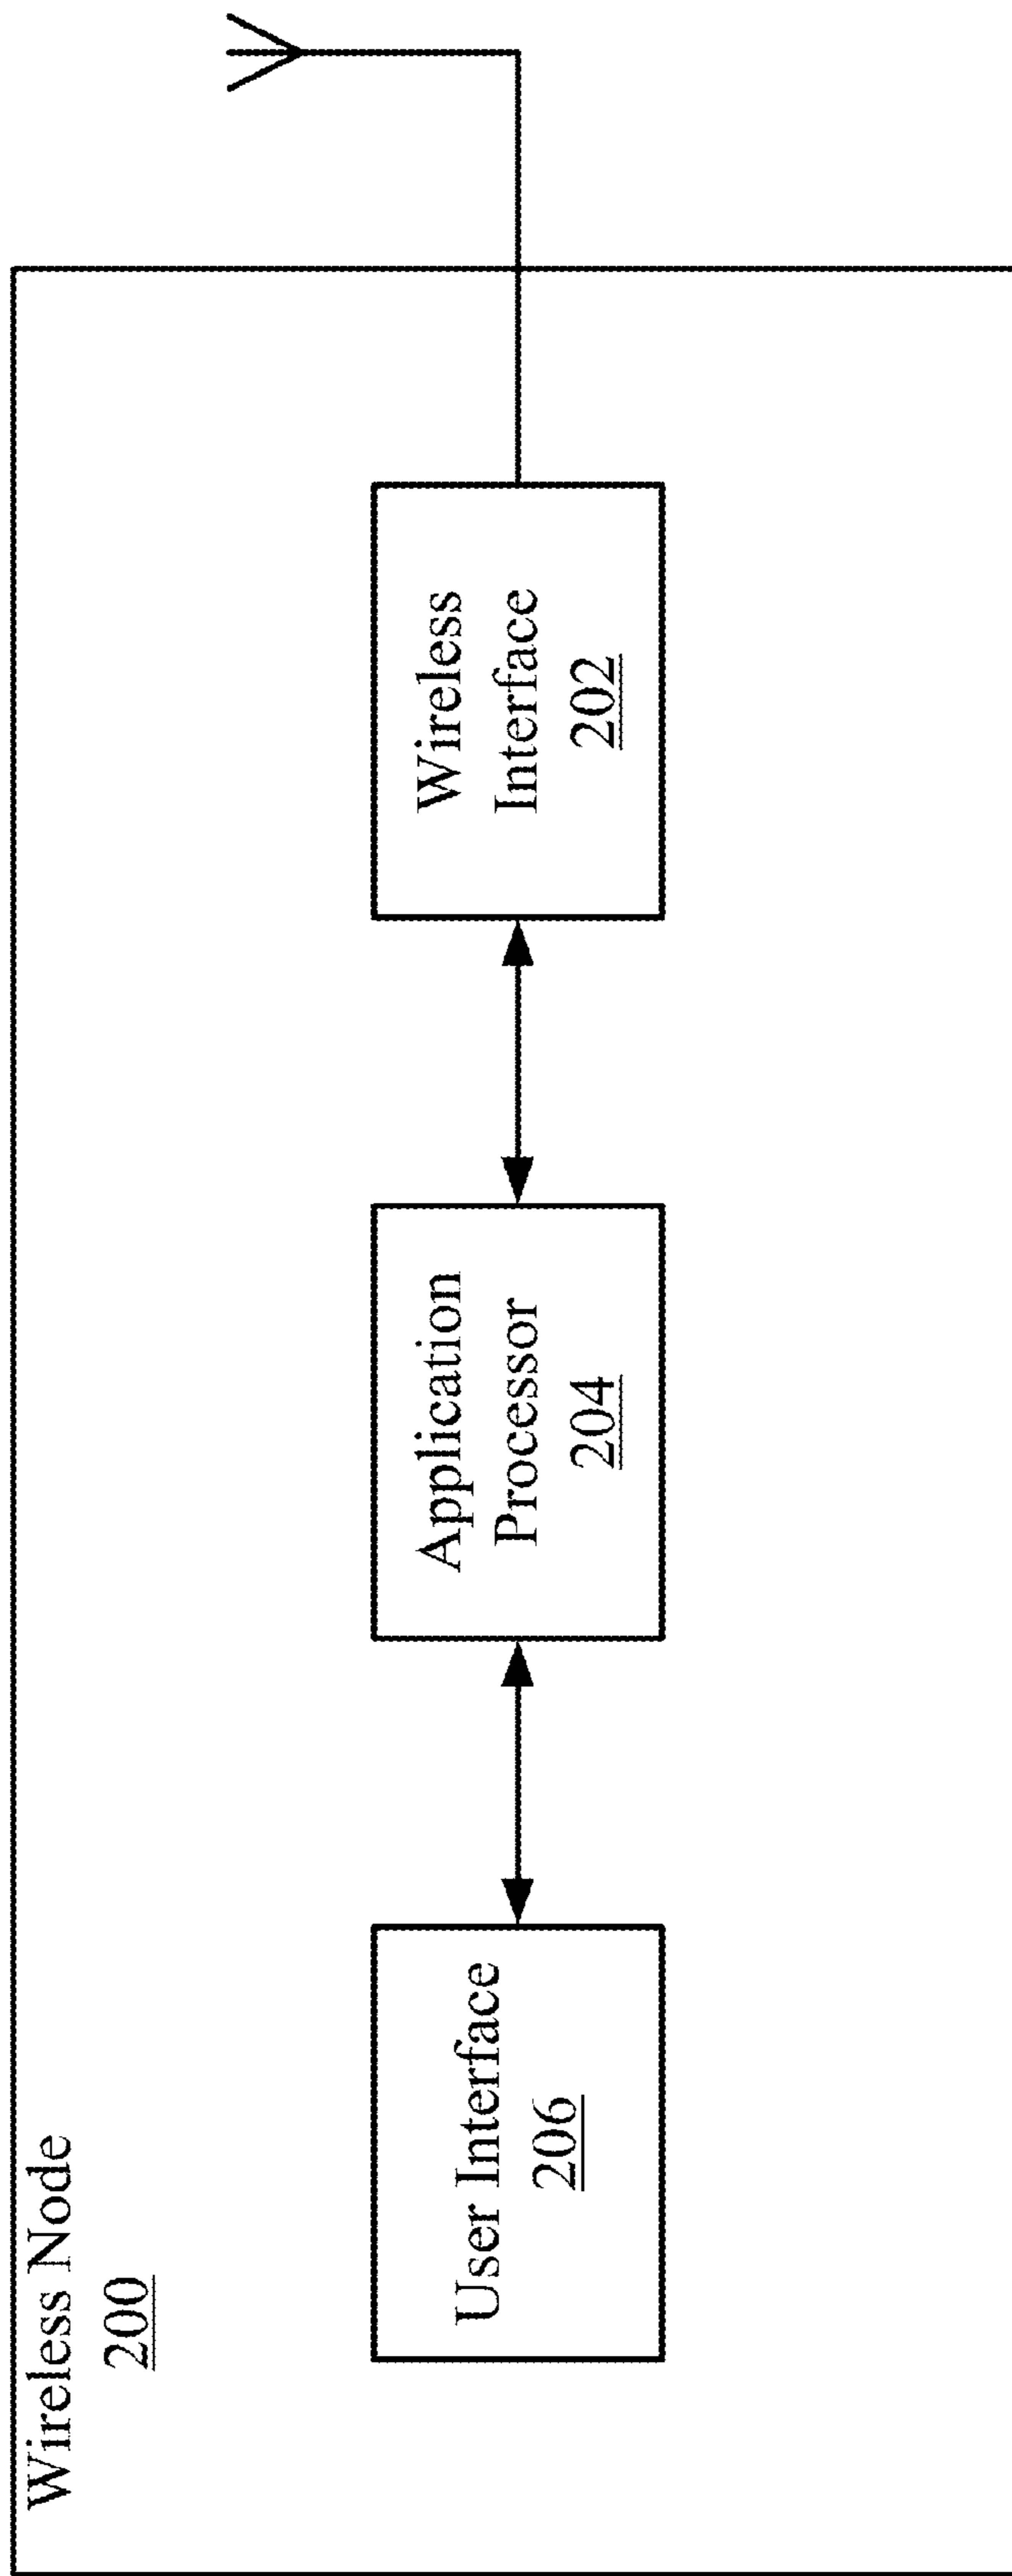 Wireless Node
200
User Interface
206
Application
Processor
204
Wireless
Interface
202